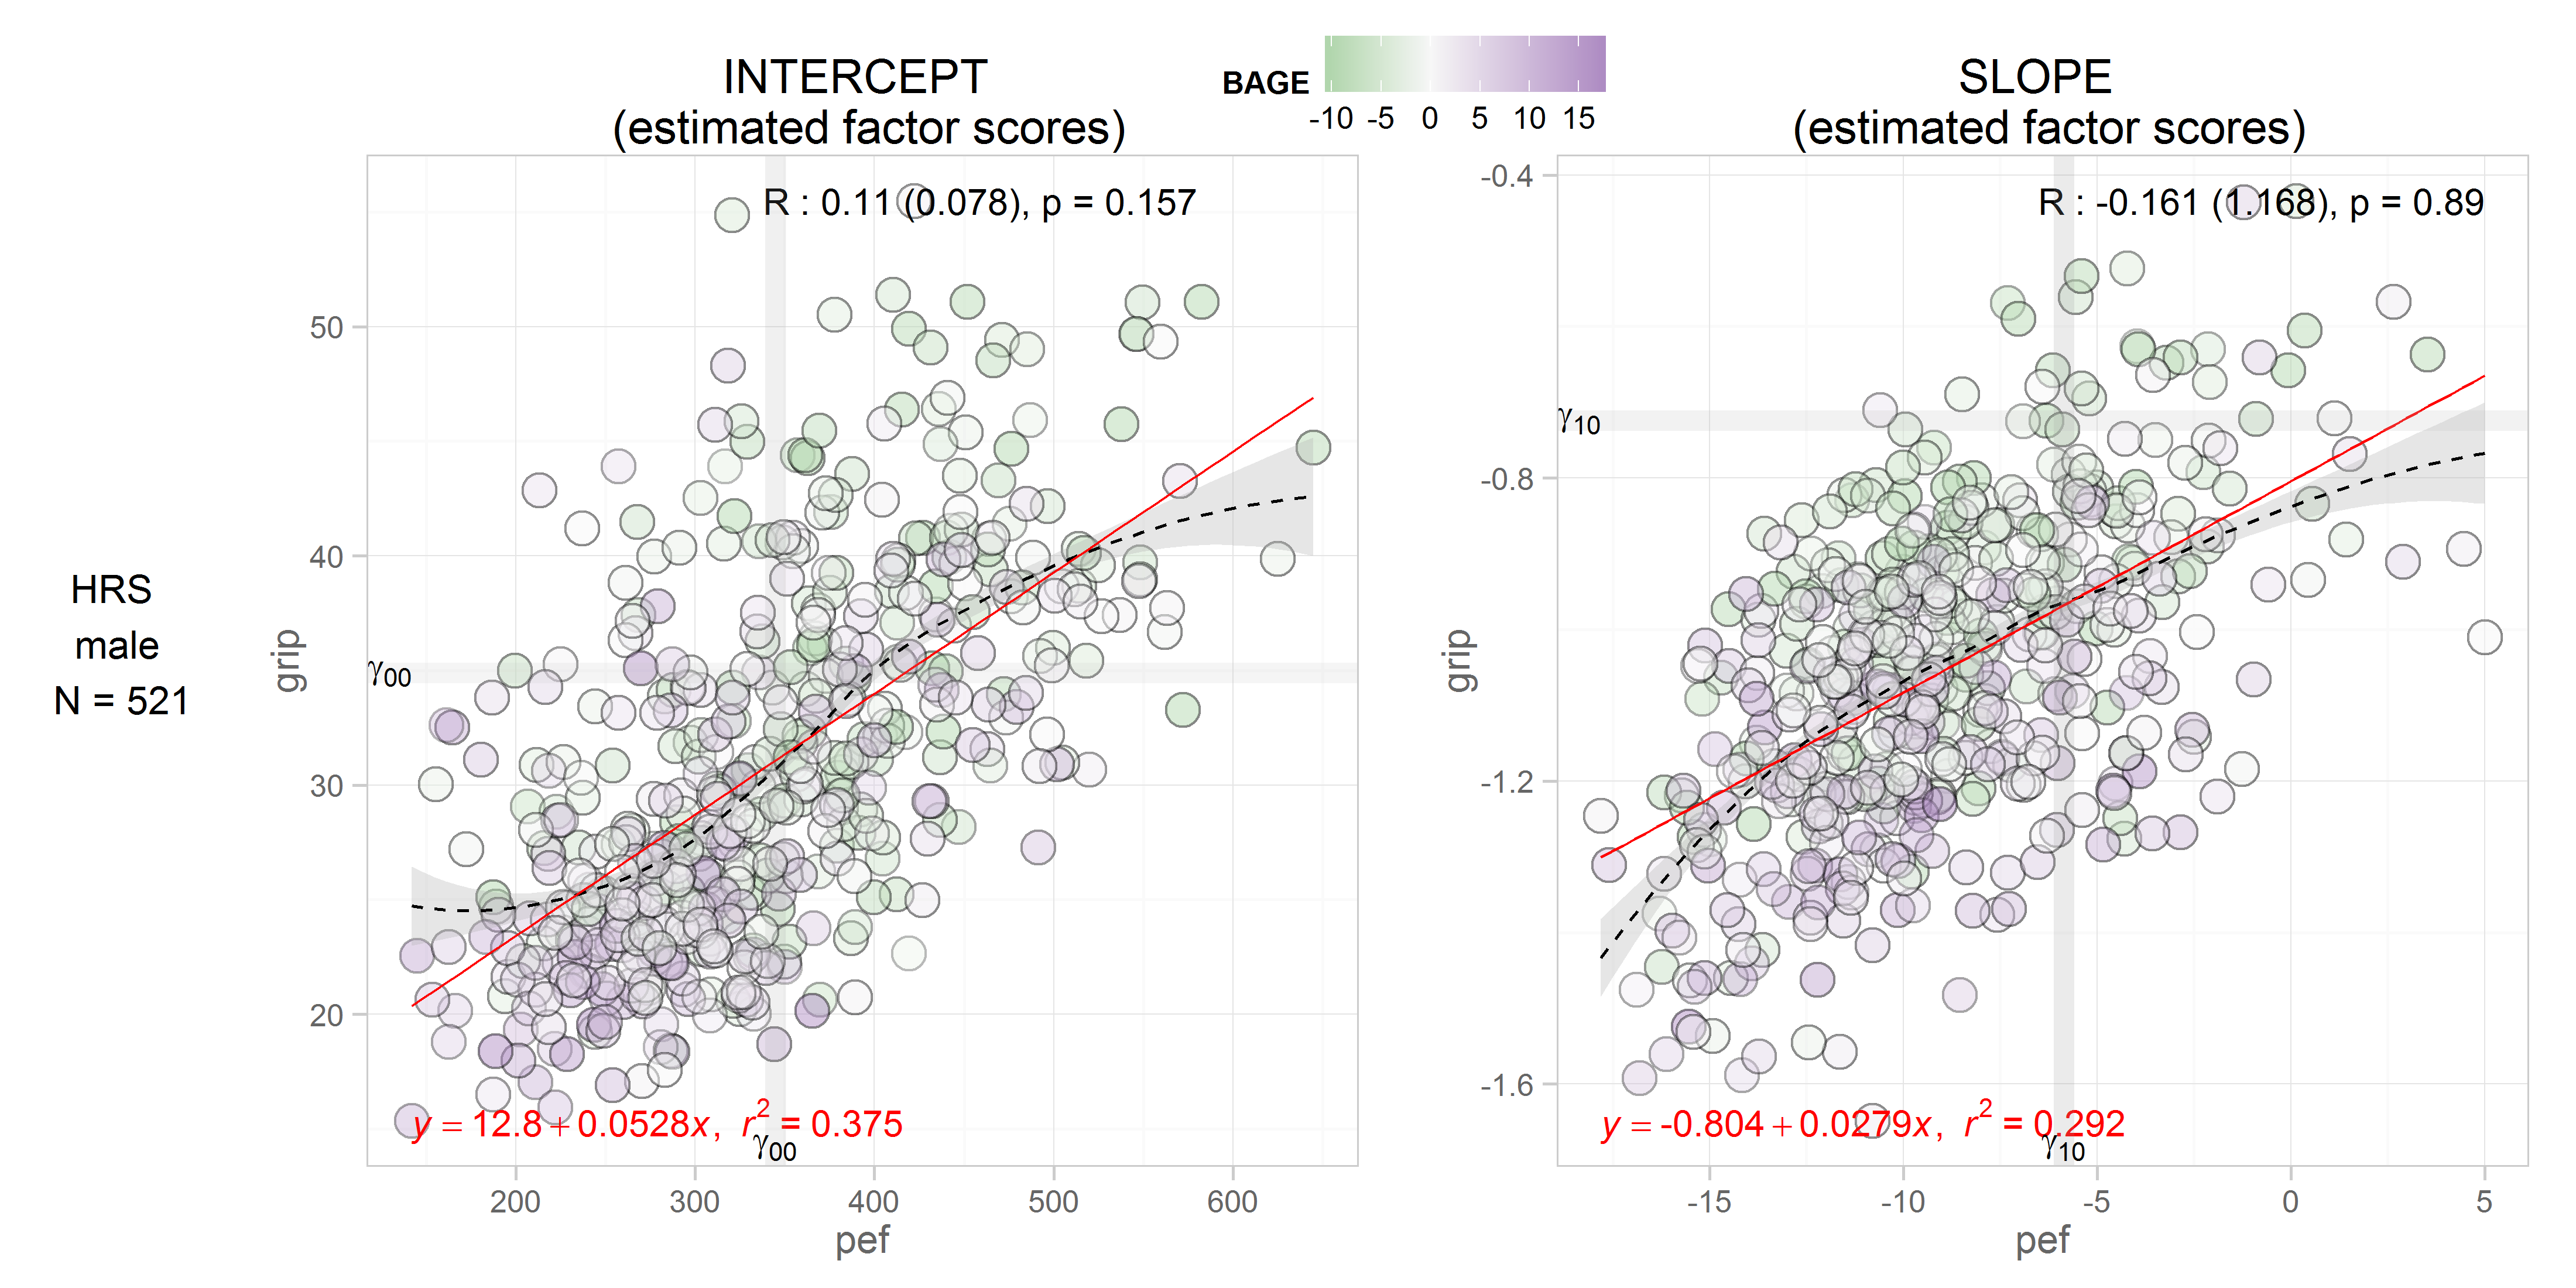 INTERCEPT
(estimated factor scores)
BAGE
-10 -5 0 5 10 15
SLOPE
(estimated factor scores)
HRS
male
N = 521
R : 0.11 (0.078), p = 0.157
50
40
30
20
grip
γ00
γ00
y = 12.8 + 0.0528x, r² = 0.375
200 300 400 500 600
pef
R : -0.161 (1.168), p = 0.89
-0.4
-0.8
-1.2
-1.6
grip
γ10
γ10
y = -0.804 + 0.0279x, r² = 0.292
-15 -10 -5 0 5
pef